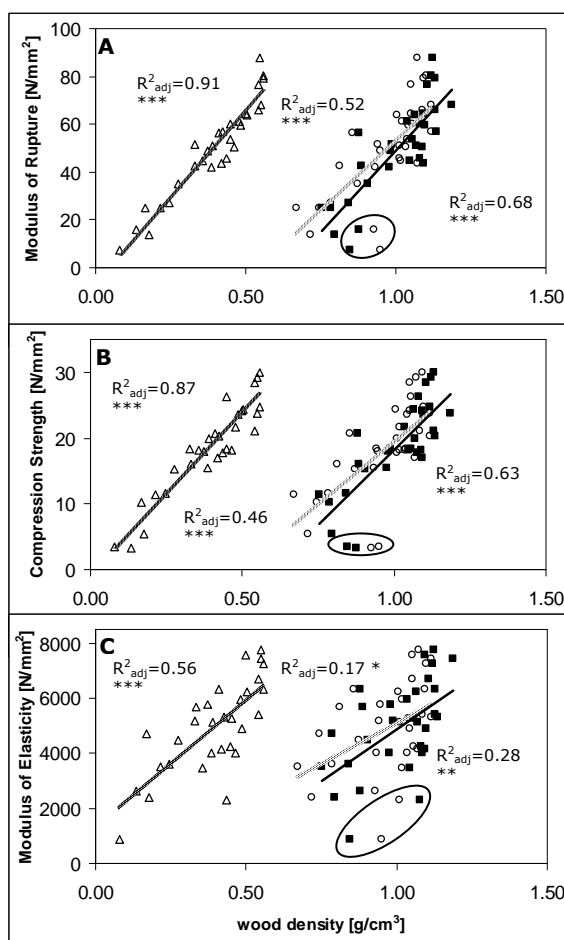 A
Modulus of Rupture [N/mm²]
100
80
60
40
20
0
R²adj=0.91
***
R²adj=0.52
***
R²adj=0.68
***
0.00 0.50 1.00 1.50
B
Compression Strength [N/mm²]
30
20
10
0
R²adj=0.87
***
R²adj=0.46
***
R²adj=0.63
***
0.00 0.50 1.00 1.50
C
Modulus of Elasticity [N/mm²]
8000
6000
4000
2000
0
R²adj=0.56
***
R²adj=0.17 *
R²adj=0.28
**
0.00 0.50 1.00 1.50
wood density [g/cm³]